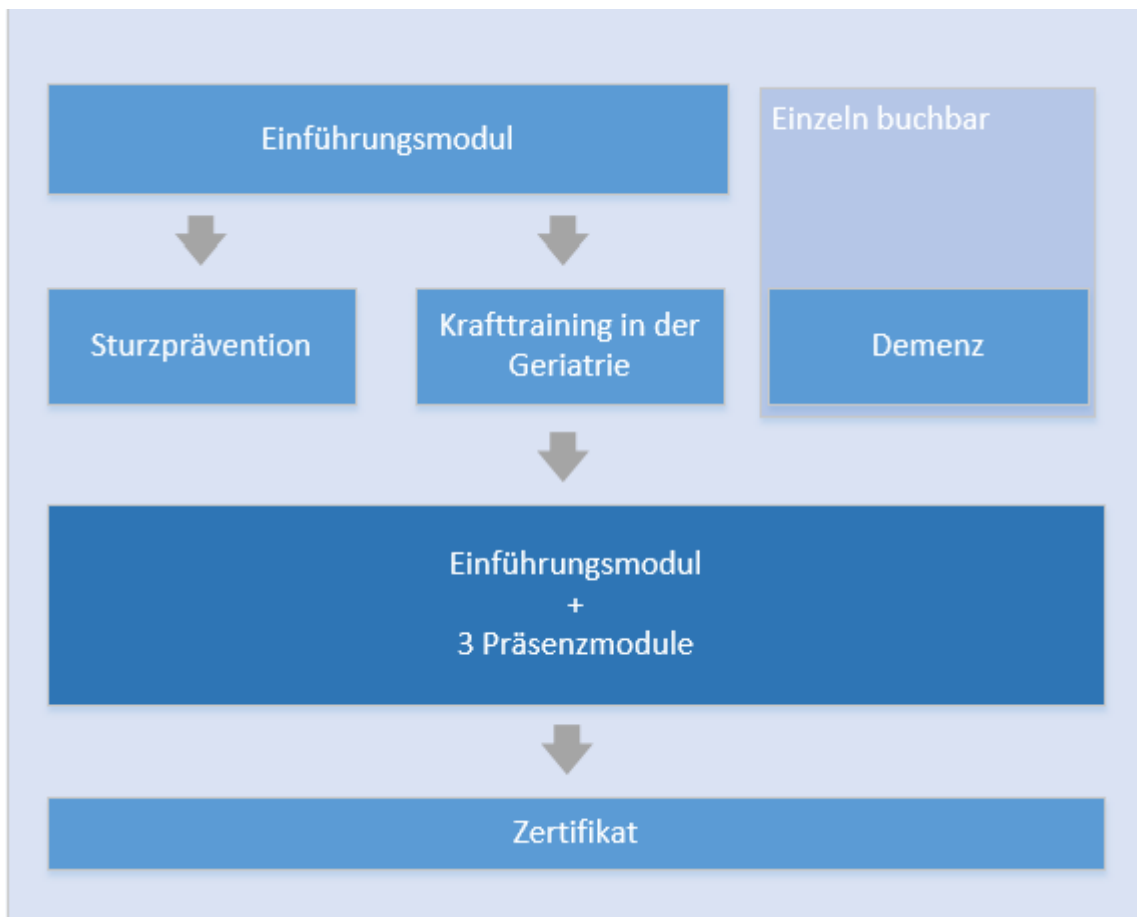 Einführungsmodul
Einzeln buchbar
Sturzprävention
Krafttraining in der
Geriatrie
Demenz
Einführungsmodul
+
3 Präsenzmodule
Zertifikat